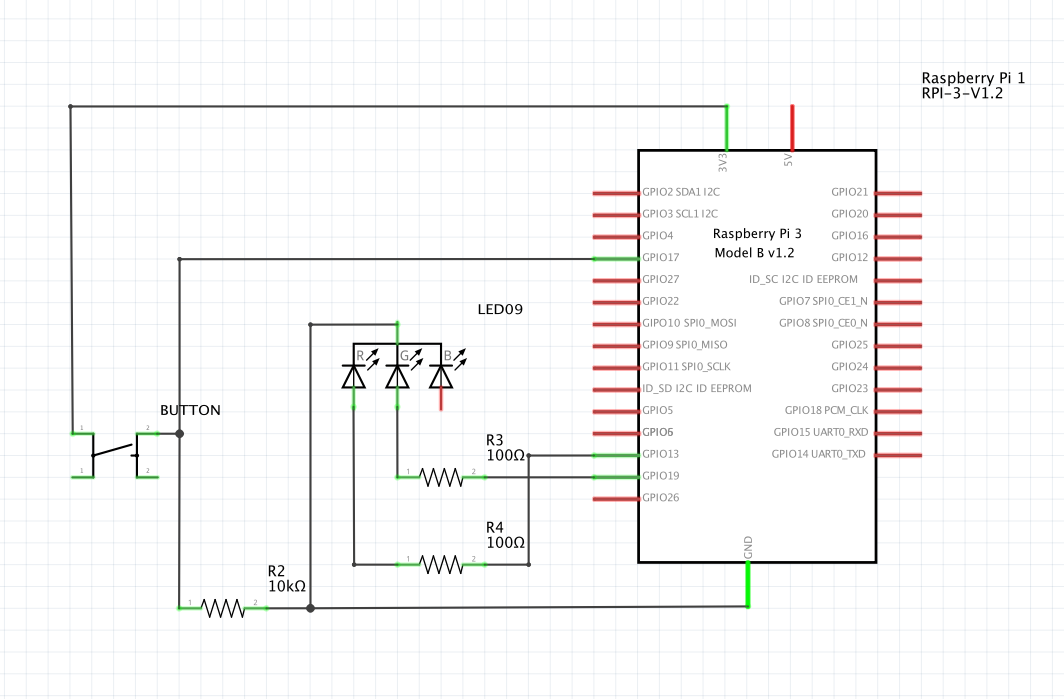 Raspberry Pi 1
RPI-3-V1.2
3V3
5V
GPIO2 SDA1 I2C
GPIO21
GPIO3 SCL1 I2C
GPIO20
GPIO4
GPIO16
Raspberry Pi 3
Model B v1.2
GPIO17
GPIO12
GPIO27
ID_SC I2C ID EEPROM
GPIO22
GPIO7 SPI0_CE1_N
LED09
GIPO10 SPI0_MOSI
GPIO8 SPI0_CE0_N
GPIO9 SPI0_MISO
GPIO25
R
G
B
GPIO11 SPI0_SCLK
GPIO24
ID_SD I2C ID EEPROM
GPIO23
BUTTON
GPIO5
GPIO18 PCM_CLK
1
2
GPIO6
GPIO15 UART0_RXD
R3
100Ω
GPIO13
GPIO14 UART0_TXD
1
2
1
2
GPIO19
GPIO26
R4
100Ω
1
2
GND
R2
10kΩ
1
2